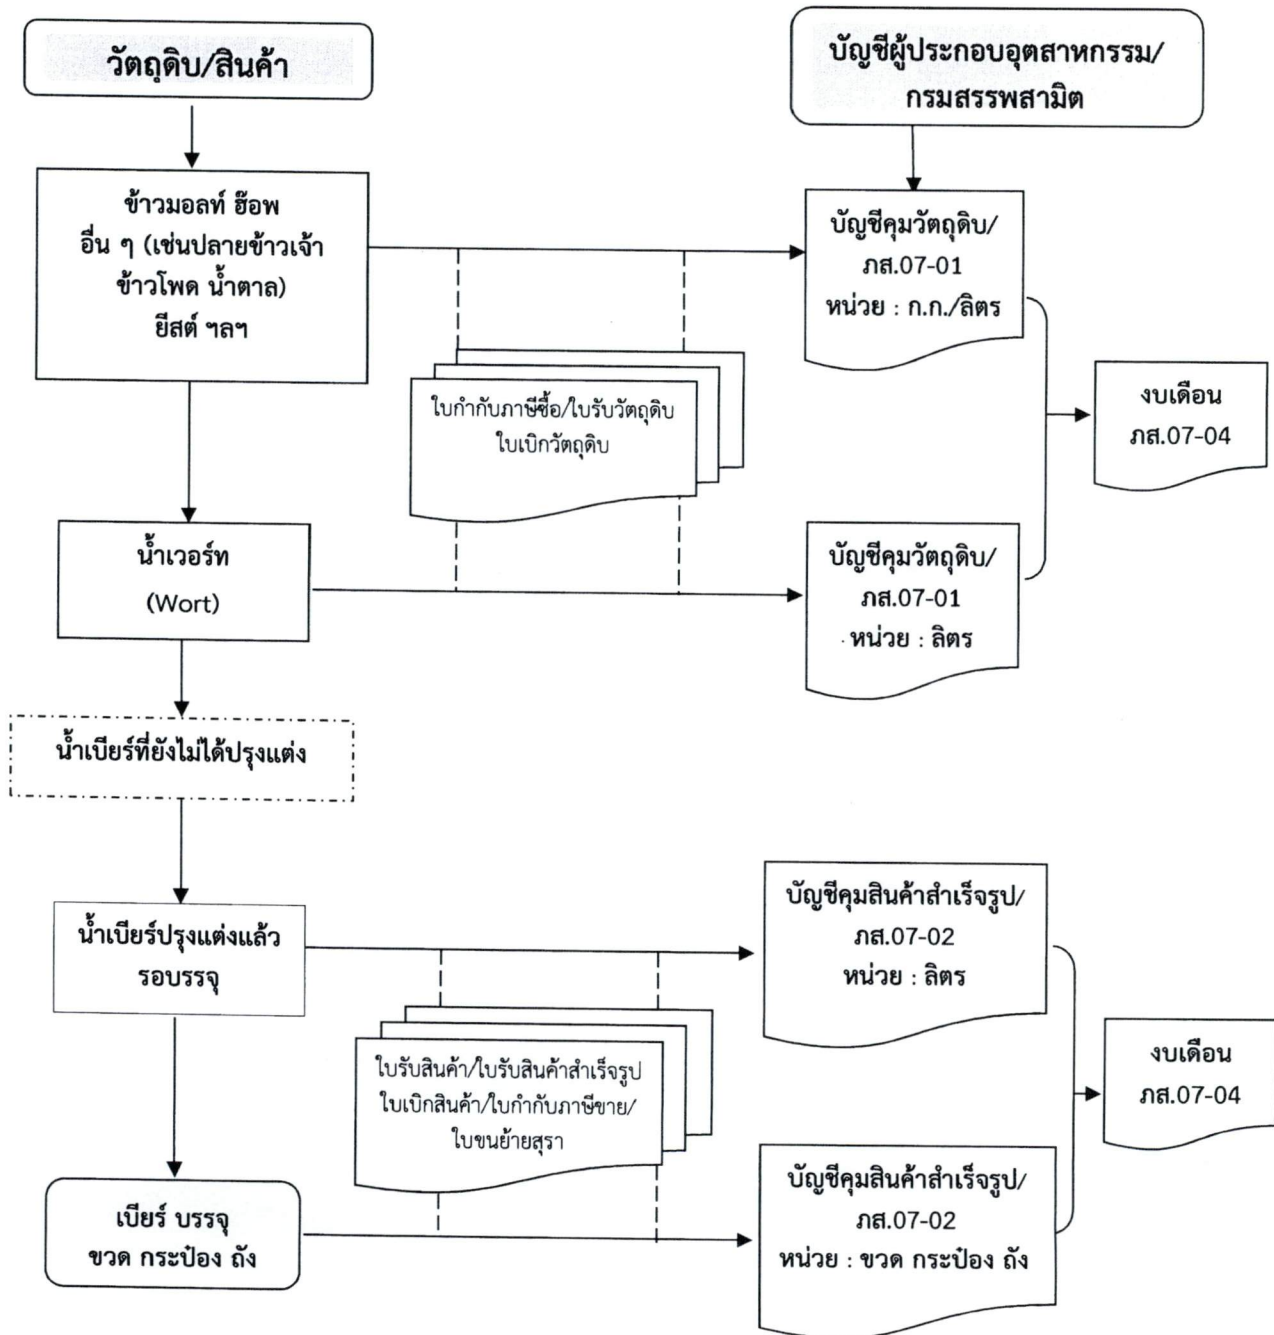 วัตถุดิบ/สินค้า
บัญชีผู้ประกอบอุตสาหกรรม/
กรมสรรพสามิต
ข้าวมอลท์ ฮ๊อพ
อื่น ๆ (เช่นปลายข้าวเจ้า
ข้าวโพด น้ำตาล)
ยีสต์ ฯลฯ
บัญชีคุมวัตถุดิบ/
ภส.07-01
หน่วย : ก.ก./ลิตร
ใบกำกับภาษีซื้อ/ใบรับวัตถุดิบ
ใบเบิกวัตถุดิบ
งบเดือน
ภส.07-04
น้ำเวอร์ท
(Wort)
บัญชีคุมวัตถุดิบ/
ภส.07-01
หน่วย : ลิตร
น้ำเบียร์ที่ยังไม่ได้ปรุงแต่ง
น้ำเบียร์ปรุงแต่งแล้ว
รอบรรจุ
บัญชีคุมสินค้าสำเร็จรูป/
ภส.07-02
หน่วย : ลิตร
ใบรับสินค้า/ใบรับสินค้าสำเร็จรูป
ใบเบิกสินค้า/ใบกำกับภาษีขาย/
ใบขนย้ายสุรา
งบเดือน
ภส.07-04
เบียร์ บรรจุ
ขวด กระป๋อง ถัง
บัญชีคุมสินค้าสำเร็จรูป/
ภส.07-02
หน่วย : ขวด กระป๋อง ถัง